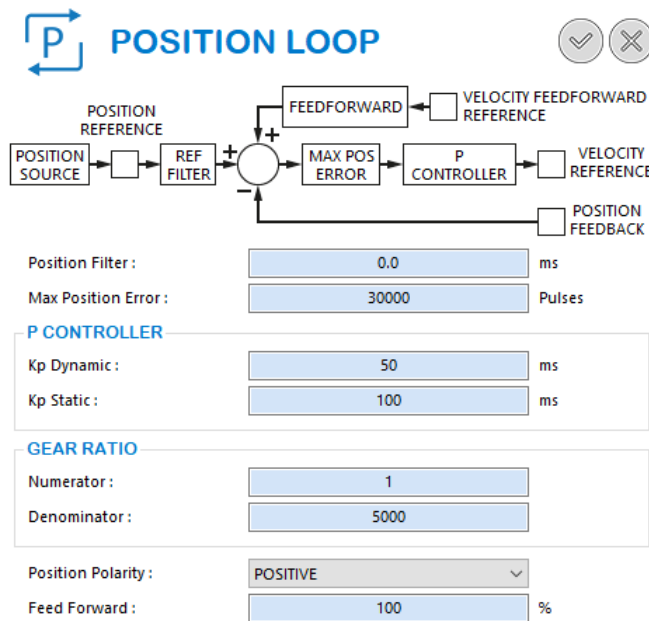 P POSITION LOOP
POSITION
REFERENCE
FEEDFORWARD
VELOCITY FEEDFORWARD
REFERENCE
POSITION
SOURCE
REF
FILTER
+
+
−
MAX POS
ERROR
P
CONTROLLER
VELOCITY
REFERENCE
POSITION
FEEDBACK
Position Filter : 0.0 ms
Max Position Error : 30000 Pulses
P CONTROLLER
Kp Dynamic : 50 ms
Kp Static : 100 ms
GEAR RATIO
Numerator : 1
Denominator : 5000
Position Polarity : POSITIVE
Feed Forward : 100 %